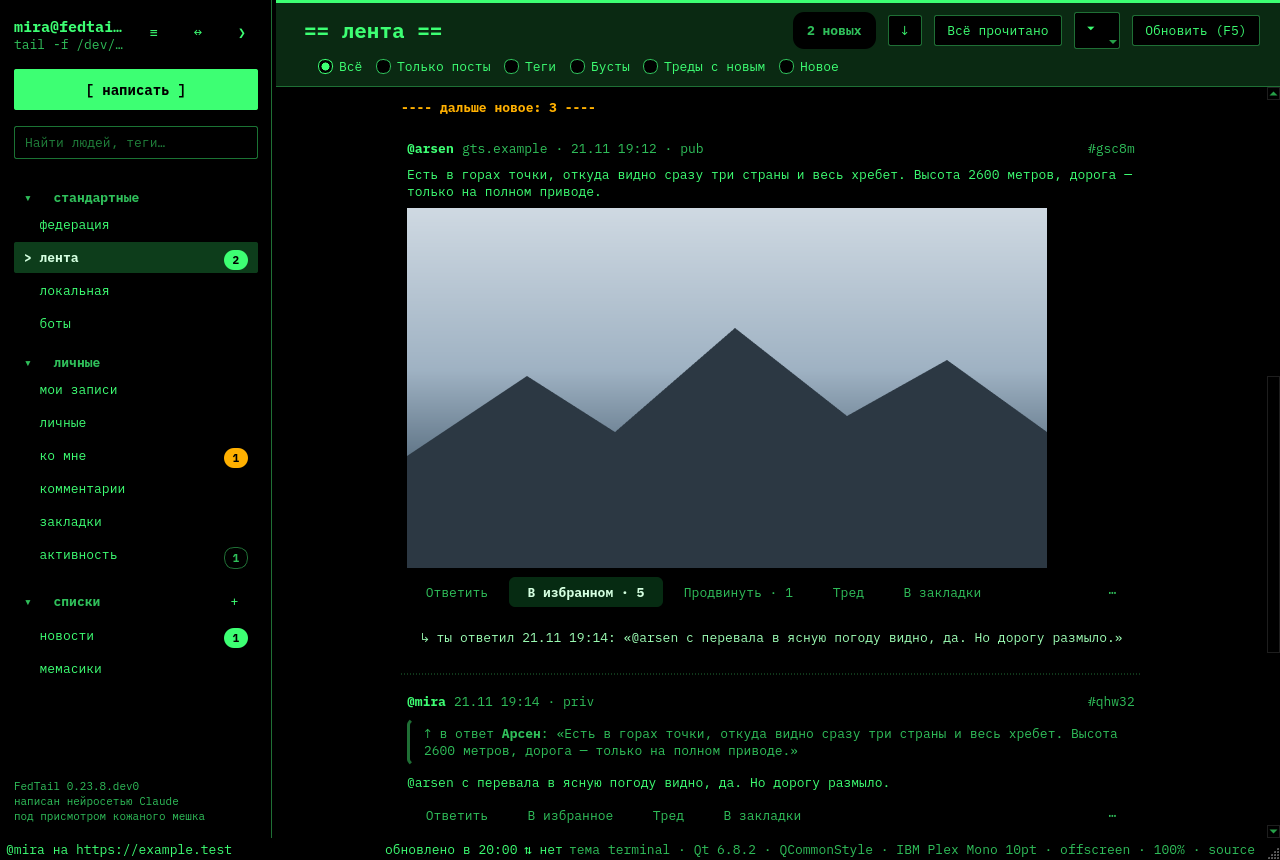 mira@fedtai…
tail -f /dev/…
≡ ⇔ ❯
[ написать ]
Найти людей, теги…
▾ стандартные
федерация
> лента 2
локальная
боты
▾ личные
мои записи
личные
ко мне 1
комментарии
закладки
активность 1
▾ списки +
новости 1
мемасики
FedTail 0.23.8.dev0
написан нейросетью Claude
под присмотром кожаного мешка
== лента ==
2 новых
↓
Всё прочитано
Обновить (F5)
Всё Только посты Теги Бусты Треды с новым Новое
---- дальше новое: 3 ----
@arsen gts.example · 21.11 19:12 · pub #gsc8m
Есть в горах точки, откуда видно сразу три страны и весь хребет. Высота 2600 метров, дорога —
только на полном приводе.
Ответить В избранном · 5 Продвинуть · 1 Тред В закладки ⋯
↳ ты ответил 21.11 19:14: «@arsen с перевала в ясную погоду видно, да. Но дорогу размыло.»
@mira 21.11 19:14 · priv #qhw32
↑ в ответ Арсен: «Есть в горах точки, откуда видно сразу три страны и весь хребет. Высота
2600 метров, дорога — только на полном приводе.»
@arsen с перевала в ясную погоду видно, да. Но дорогу размыло.
Ответить В избранное Тред В закладки ⋯
@mira на https://example.test
обновлено в 20:00 ⇅ нет тема terminal · Qt 6.8.2 · QCommonStyle · IBM Plex Mono 10pt · offscreen · 100% · source